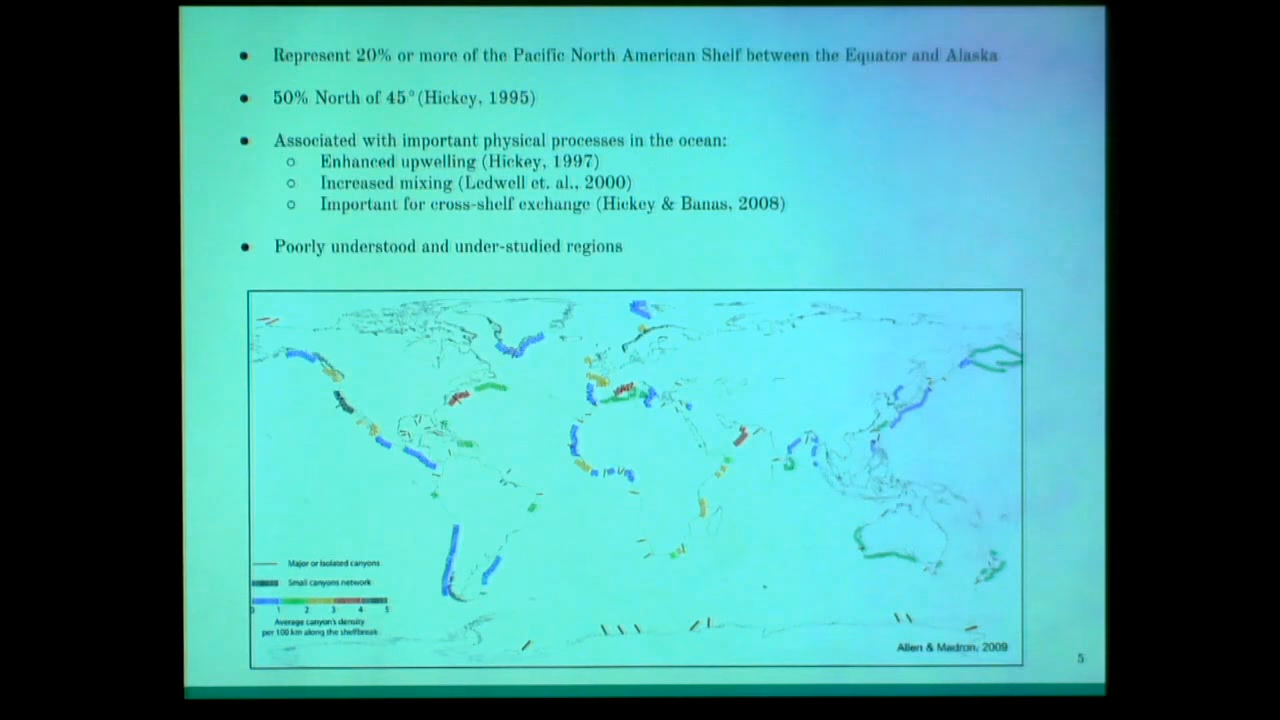 ● Represent 20% or more of the Pacific North American Shelf between the Equator and Alaska
● 50% North of 45° (Hickey, 1995)
● Associated with important physical processes in the ocean:
○ Enhanced upwelling (Hickey, 1997)
○ Increased mixing (Ledwell et. al., 2000)
○ Important for cross-shelf exchange (Hickey & Banas, 2008)
● Poorly understood and under-studied regions
Major or isolated canyons
Small canyons network
0 1 2 3 4 5
Average canyon's density
per 100 km along the shelfbreak
Allen & Madron, 2009
5